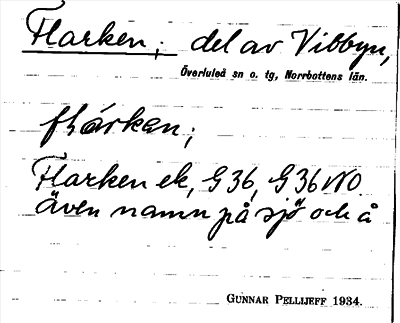 Flarken; del av Vibbyn,
Överluleå sn o. tg, Norrbottens län.
flárken;
Flarken ek, G 36, G 36 NO
även namn på sjö och å
GUNNAR PELLIJEFF 1934.